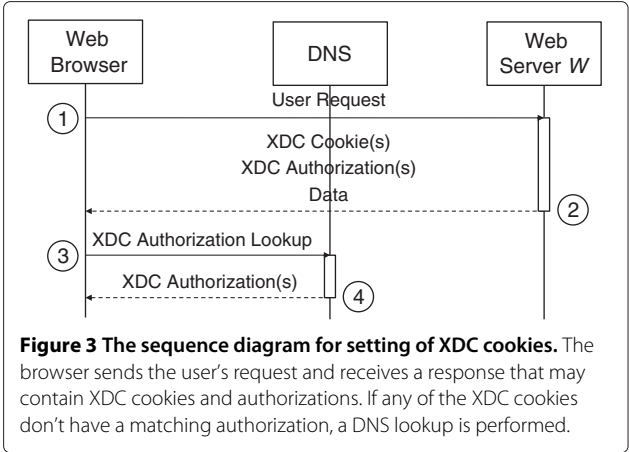 Web
Browser
DNS
Web
Server W
User Request
1
XDC Cookie(s)
XDC Authorization(s)
Data
2
3
XDC Authorization Lookup
XDC Authorization(s)
4
Figure 3 The sequence diagram for setting of XDC cookies. The
browser sends the user's request and receives a response that may
contain XDC cookies and authorizations. If any of the XDC cookies
don't have a matching authorization, a DNS lookup is performed.